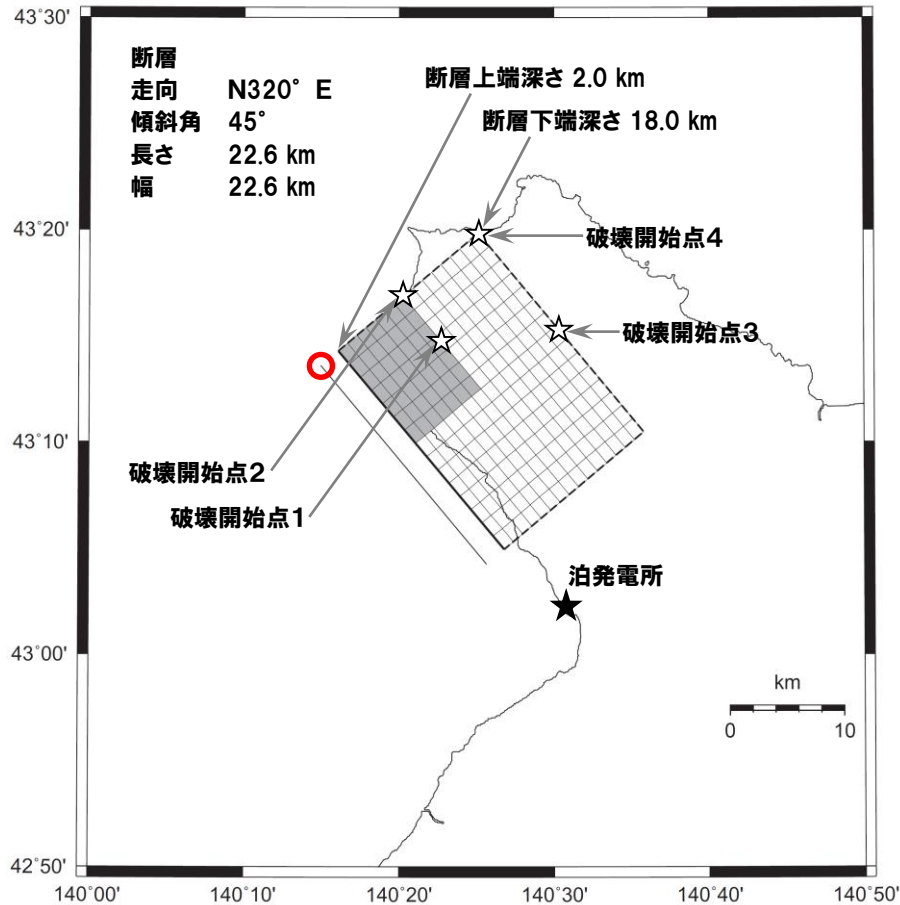 43°30'
断層
走向 N320° E
傾斜角 45°
長さ 22.6 km
幅 22.6 km
断層上端深さ 2.0 km
断層下端深さ 18.0 km
43°20'
破壊開始点4
破壊開始点3
43°10'
破壊開始点2
破壊開始点1
泊発電所
43°00'
km
0 10
42°50'
140°00' 140°10' 140°20' 140°30' 140°40' 140°50'